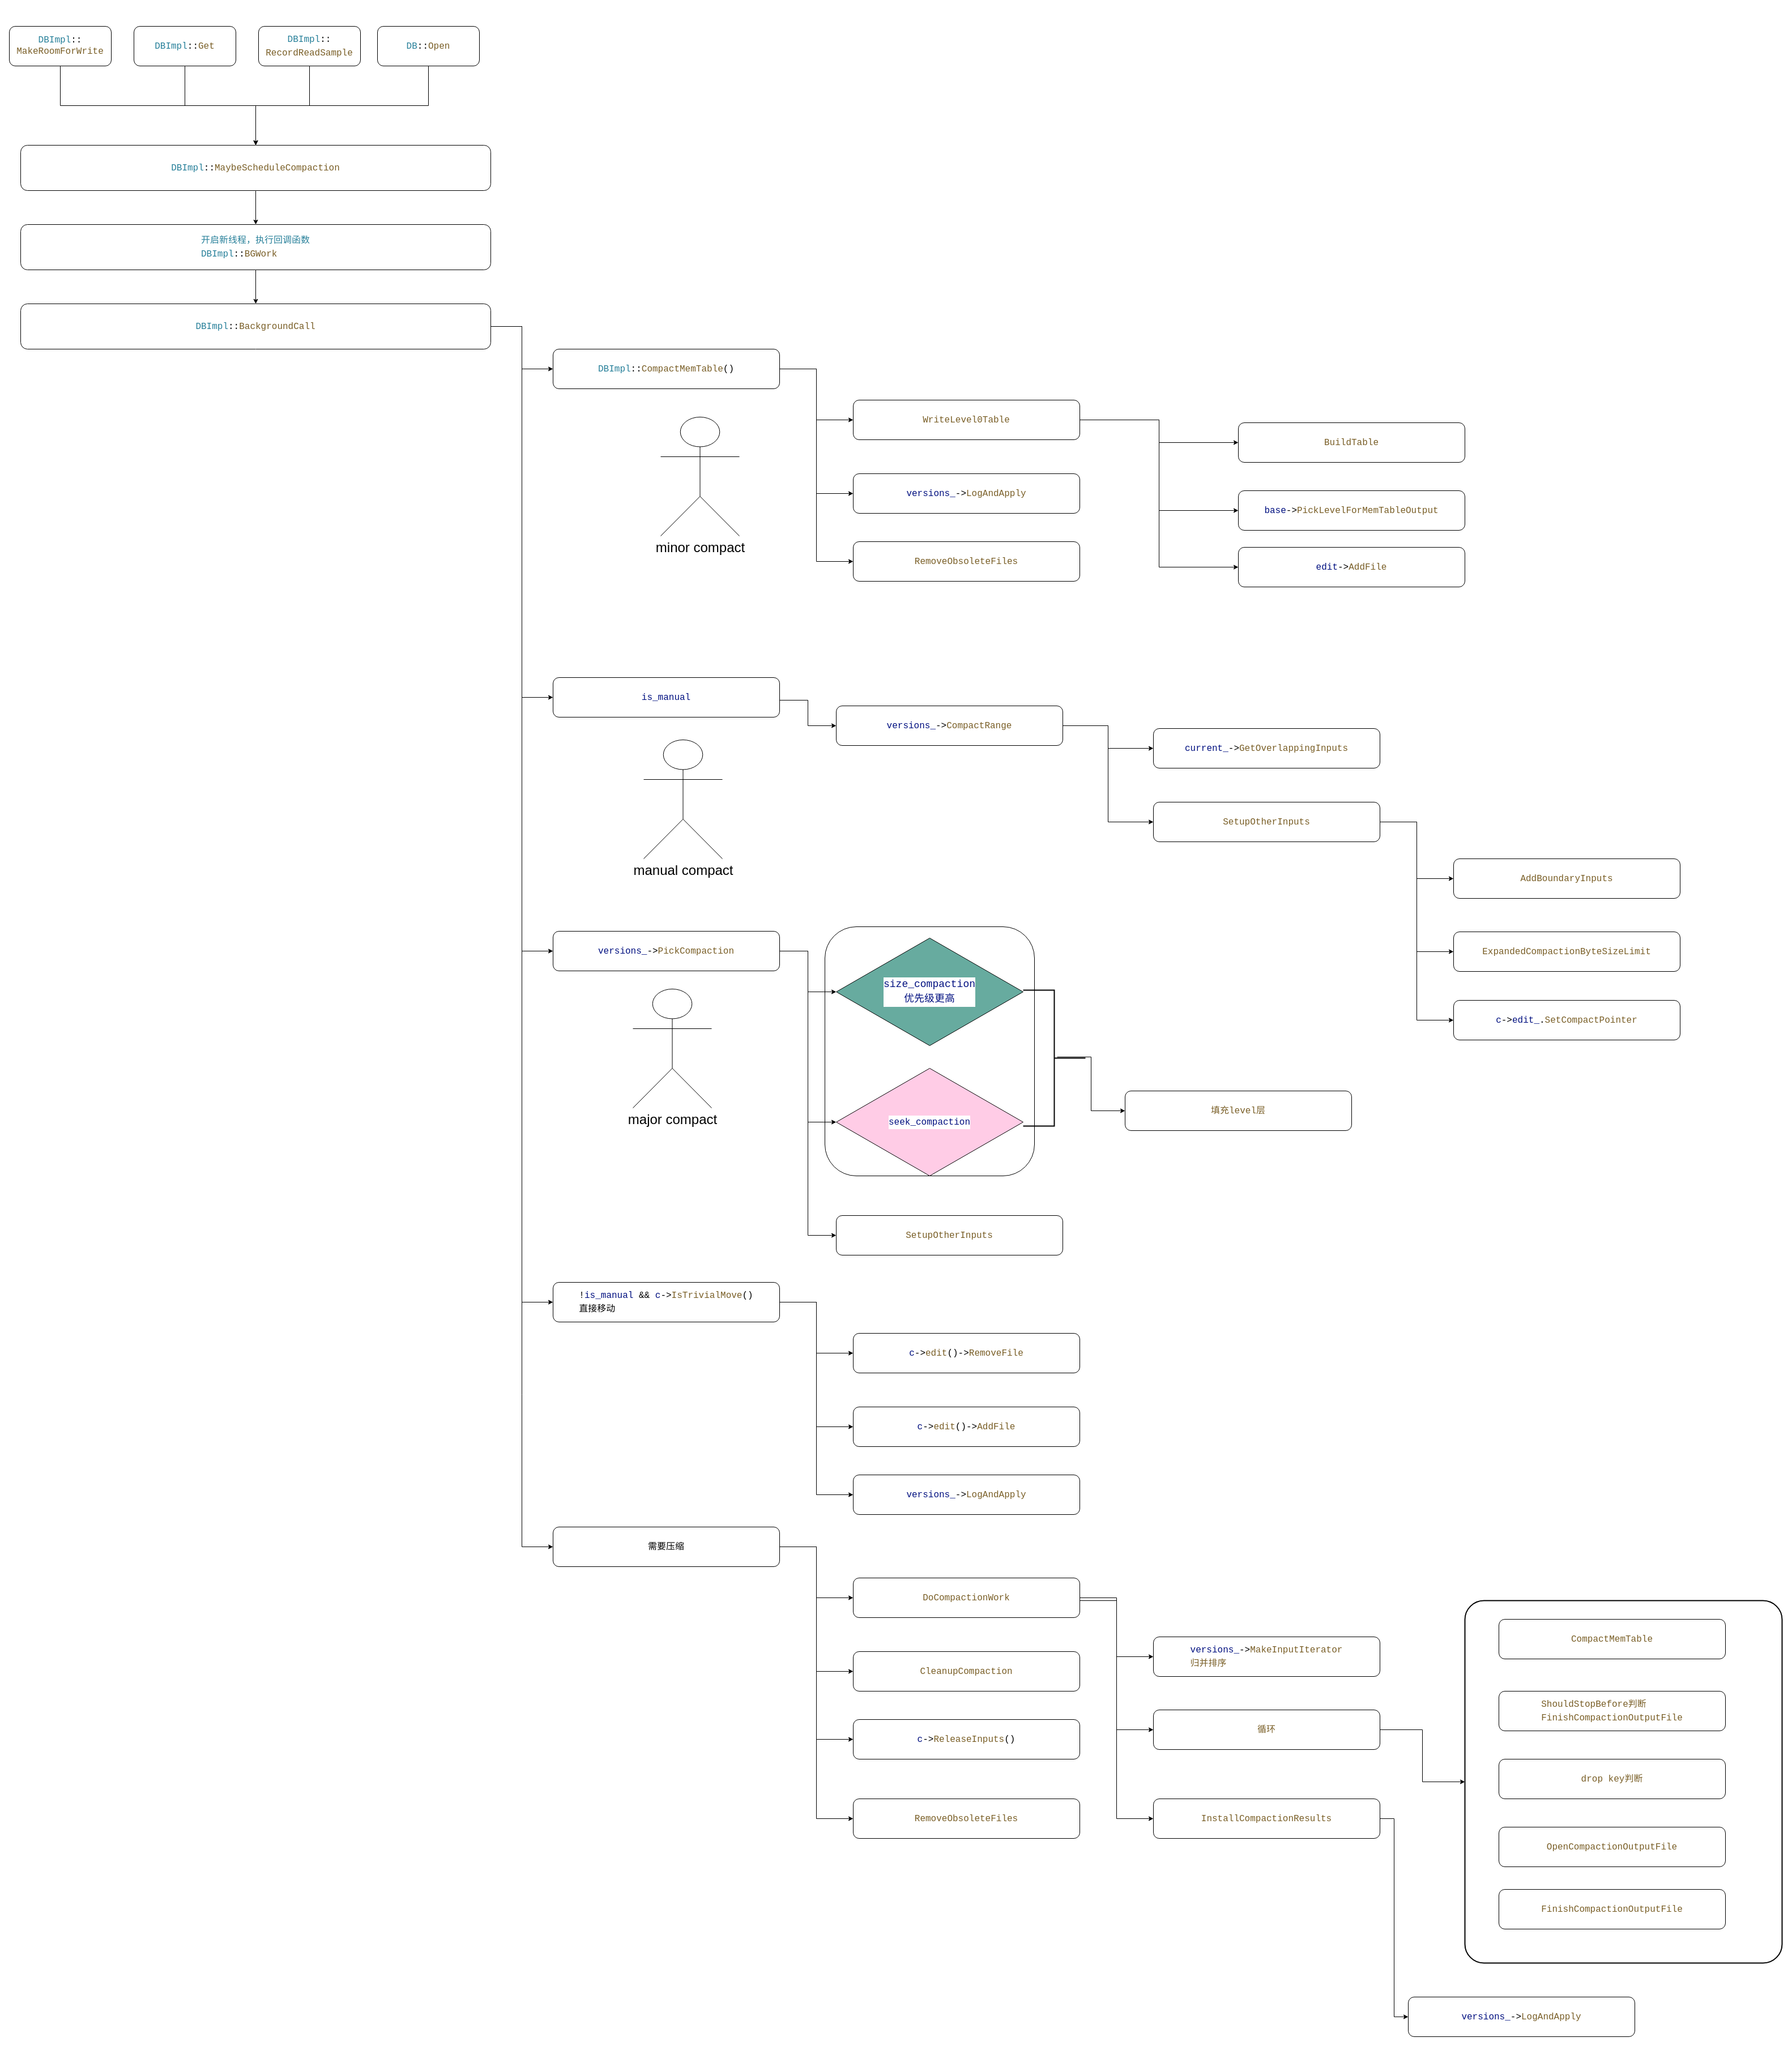 DBImpl::
MakeRoomForWrite
DBImpl::Get
DBImpl::
RecordReadSample
DB::Open
DBImpl::MaybeScheduleCompaction
开启新线程，执行回调函数
DBImpl::BGWork
DBImpl::BackgroundCall
DBImpl::CompactMemTable()
WriteLevel0Table
BuildTable
versions_->LogAndApply
base->PickLevelForMemTableOutput
RemoveObsoleteFiles
edit->AddFile
minor compact
is_manual
versions_->CompactRange
current_->GetOverlappingInputs
SetupOtherInputs
manual compact
AddBoundaryInputs
ExpandedCompactionByteSizeLimit
c->edit_.SetCompactPointer
versions_->PickCompaction
size_compaction
优先级更高
major compact
seek_compaction
填充level层
SetupOtherInputs
!is_manual && c->IsTrivialMove()
直接移动
c->edit()->RemoveFile
c->edit()->AddFile
versions_->LogAndApply
需要压缩
DoCompactionWork
CleanupCompaction
c->ReleaseInputs()
RemoveObsoleteFiles
versions_->MakeInputIterator
归并排序
循环
InstallCompactionResults
CompactMemTable
ShouldStopBefore判断
FinishCompactionOutputFile
drop key判断
OpenCompactionOutputFile
FinishCompactionOutputFile
versions_->LogAndApply